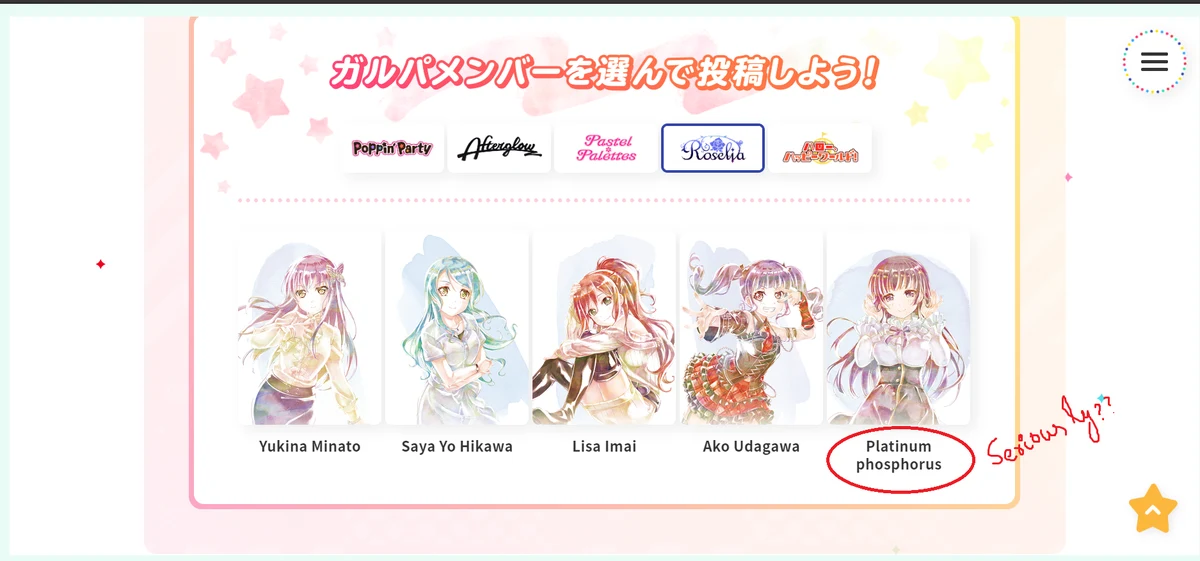 ガルパメンバーを選んで投稿しよう!
Poppin'Party
Afterglow
Pastel
Palettes
Roselia
ハロー、
ハッピーワールド!
Yukina Minato
Saya Yo Hikawa
Lisa Imai
Ako Udagawa
Platinum
phosphorus
Seriously??